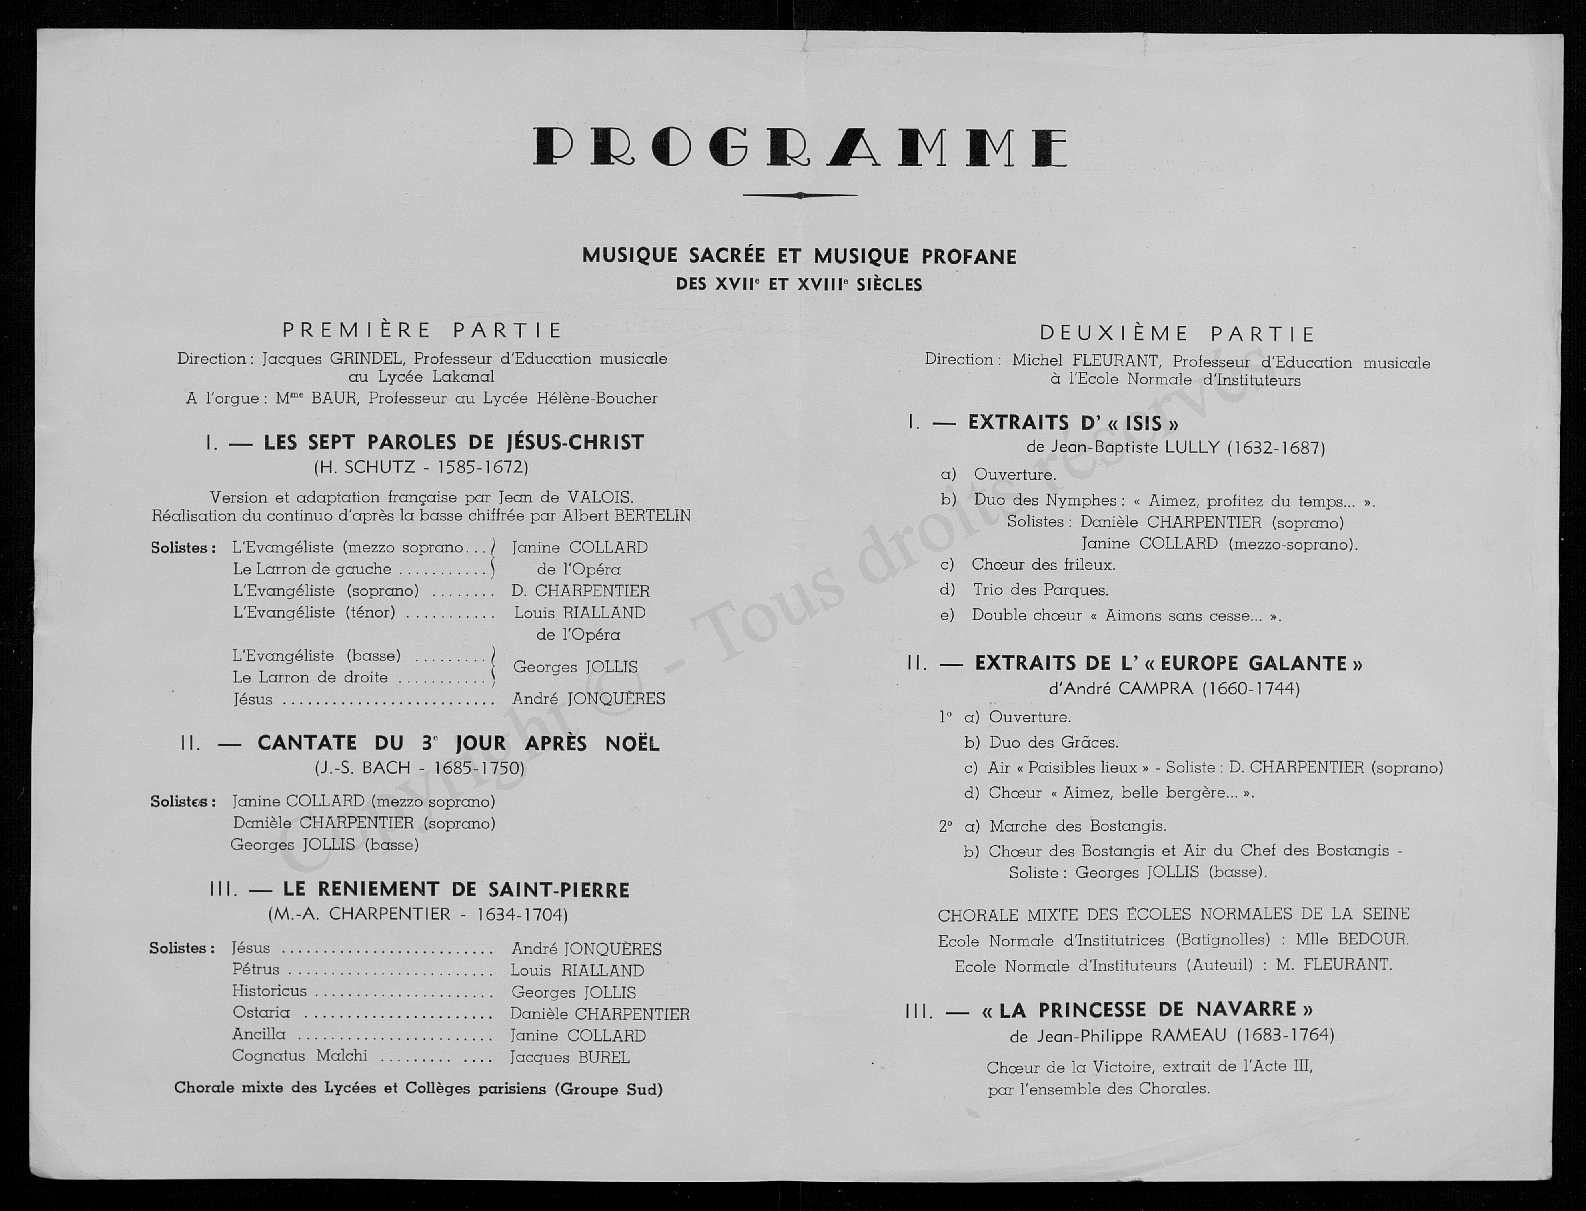 PROGRAMME
MUSIQUE SACRÉE ET MUSIQUE PROFANE
DES XVIIe ET XVIIIe SIÈCLES
PREMIÈRE PARTIE
Direction : Jacques GRINDEL, Professeur d'Education musicale
au Lycée Lakanal
A l'orgue : Mme BAUR, Professeur au Lycée Hélène-Boucher
I. — LES SEPT PAROLES DE JÉSUS-CHRIST
(H. SCHUTZ - 1585-1672)
Version et adaptation française par Jean de VALOIS.
Réalisation du continuo d'après la basse chiffrée par Albert BERTELIN
Solistes : L'Evangéliste (mezzo soprano... } Janine COLLARD
Le Larron de gauche ........... } de l'Opéra
L'Evangéliste (soprano) ........ D. CHARPENTIER
L'Evangéliste (ténor) ........... Louis RIALLAND
de l'Opéra
L'Evangéliste (basse) ......... }
Georges JOLLIS
Le Larron de droite ........... }
Jésus .......................... André JONQUÈRES
II. — CANTATE DU 3e JOUR APRÈS NOËL
(J.-S. BACH - 1685-1750)
Solistes : Janine COLLARD (mezzo soprano)
Danièle CHARPENTIER (soprano)
Georges JOLLIS (basse)
III. — LE RENIEMENT DE SAINT-PIERRE
(M.-A. CHARPENTIER - 1634-1704)
Solistes : Jésus .......................... André JONQUÈRES
Pétrus ......................... Louis RIALLAND
Historicus ...................... Georges JOLLIS
Ostaria ....................... Danièle CHARPENTIER
Ancilla ........................ Janine COLLARD
Cognatus Malchi ......... .... Jacques BUREL
Chorale mixte des Lycées et Collèges parisiens (Groupe Sud)
DEUXIÈME PARTIE
Direction : Michel FLEURANT, Professeur d'Education musicale
à l'Ecole Normale d'Instituteurs
I. — EXTRAITS D' « ISIS »
de Jean-Baptiste LULLY (1632-1687)
a) Ouverture.
b) Duo des Nymphes : « Aimez, profitez du temps... ».
Solistes : Danièle CHARPENTIER (soprano)
Janine COLLARD (mezzo-soprano).
c) Chœur des frileux.
d) Trio des Parques.
e) Double chœur « Aimons sans cesse... ».
II. — EXTRAITS DE L' « EUROPE GALANTE »
d'André CAMPRA (1660-1744)
1° a) Ouverture.
b) Duo des Grâces.
c) Air « Paisibles lieux » - Soliste : D. CHARPENTIER (soprano)
d) Chœur « Aimez, belle bergère... ».
2° a) Marche des Bostangis.
b) Chœur des Bostangis et Air du Chef des Bostangis -
Soliste : Georges JOLLIS (basse).
CHORALE MIXTE DES ÉCOLES NORMALES DE LA SEINE
Ecole Normale d'Institutrices (Batignolles) : Mlle BEDOUR.
Ecole Normale d'Instituteurs (Auteuil) : M. FLEURANT.
III. — « LA PRINCESSE DE NAVARRE »
de Jean-Philippe RAMEAU (1683-1764)
Chœur de la Victoire, extrait de l'Acte III,
par l'ensemble des Chorales.
Copyright © - Tous droits réservés.